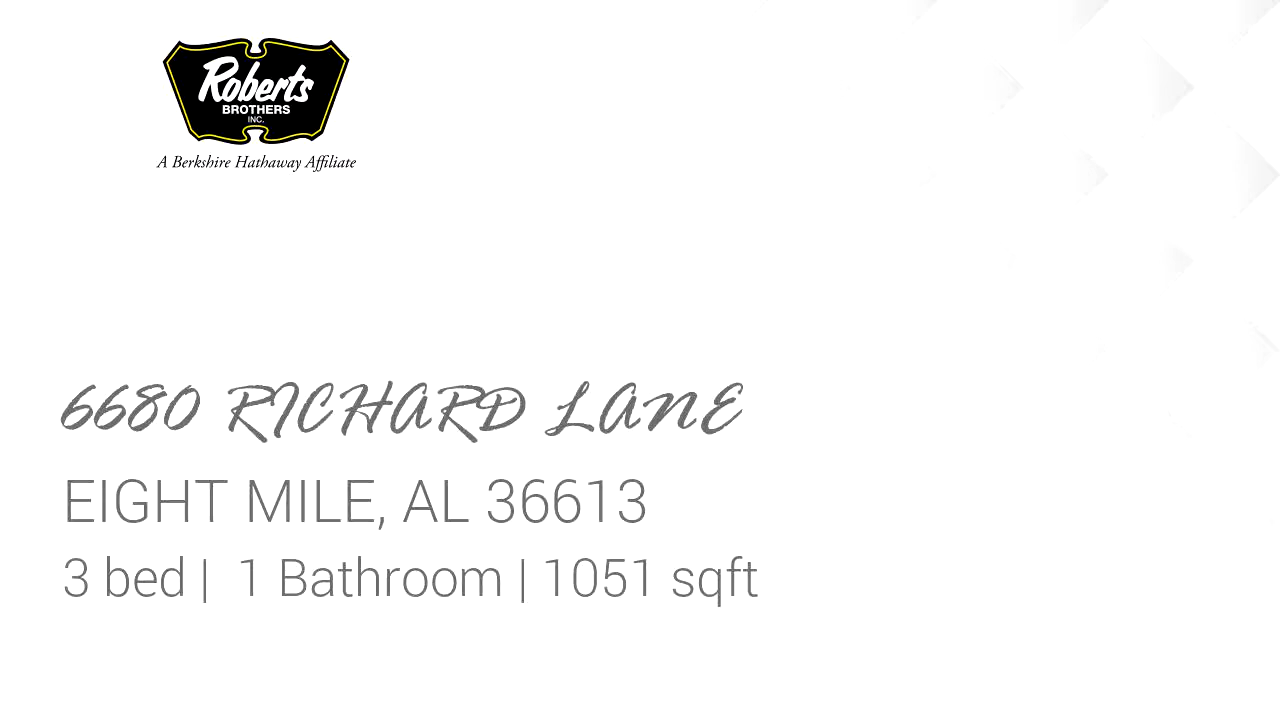 Roberts
BROTHERS
INC.
A Berkshire Hathaway Affiliate
6680 RICHARD LANE
EIGHT MILE, AL 36613
3 bed | 1 Bathroom | 1051 sqft